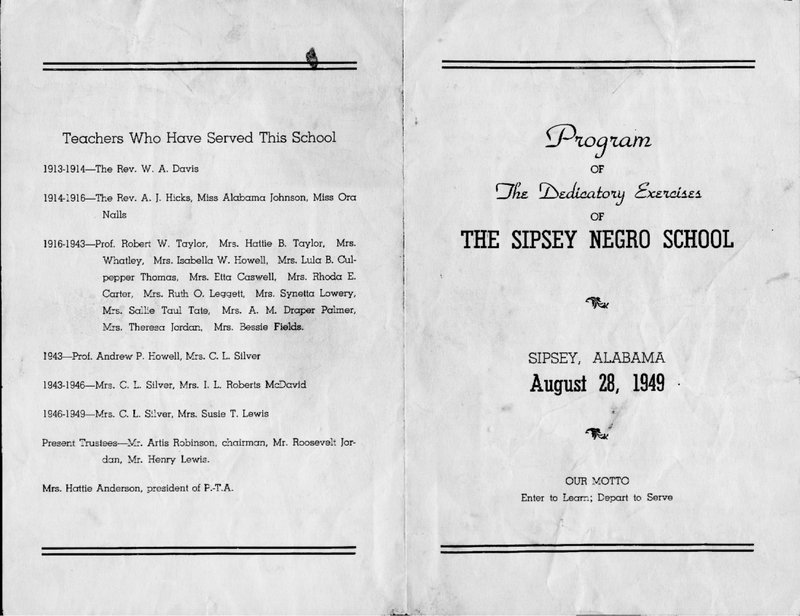 Teachers Who Have Served This School
1913-1914—The Rev. W. A. Davis
1914-1916—The Rev. A. J. Hicks, Miss Alabama Johnson, Miss Ora
Nalls
1916-1943—Prof. Robert W. Taylor, Mrs. Hattie B. Taylor, Mrs.
Whatley, Mrs. Isabella W. Howell, Mrs. Lula B. Cul-
pepper Thomas, Mrs. Etta Caswell, Mrs. Rhoda E.
Carter, Mrs. Ruth O. Leggett, Mrs. Synetta Lowery,
Mrs. Sallie Taul Tate, Mrs. A. M. Draper Palmer,
Mrs. Theresa Jordan, Mrs. Bessie Fields.
1943—Prof. Andrew P. Howell, Mrs. C. L. Silver
1943-1946—Mrs. C. L. Silver, Mrs. I. L. Roberts McDavid
1946-1949—Mrs. C. L. Silver, Mrs. Susie T. Lewis
Present Trustees—Mr. Artis Robinson, chairman, Mr. Roosevelt Jor-
dan, Mr. Henry Lewis.
Mrs. Hattie Anderson, president of P.-T.A.
Program
OF
The Dedicatory Exercises
OF
THE SIPSEY NEGRO SCHOOL
SIPSEY, ALABAMA
August 28, 1949
OUR MOTTO
Enter to Learn; Depart to Serve